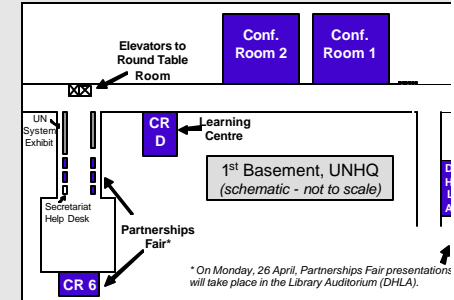 Elevators to
Round Table
Room
Conf.
Room 2
Conf.
Room 1
UN
System
Exhibit
CR
D
Learning
Centre
1st Basement, UNHQ
(schematic - not to scale)
D
H
L
A
Secretariat
Help Desk
Partnerships
Fair*
CR 6
* On Monday, 26 April, Partnerships Fair presentations
will take place in the Library Auditorium (DHLA).